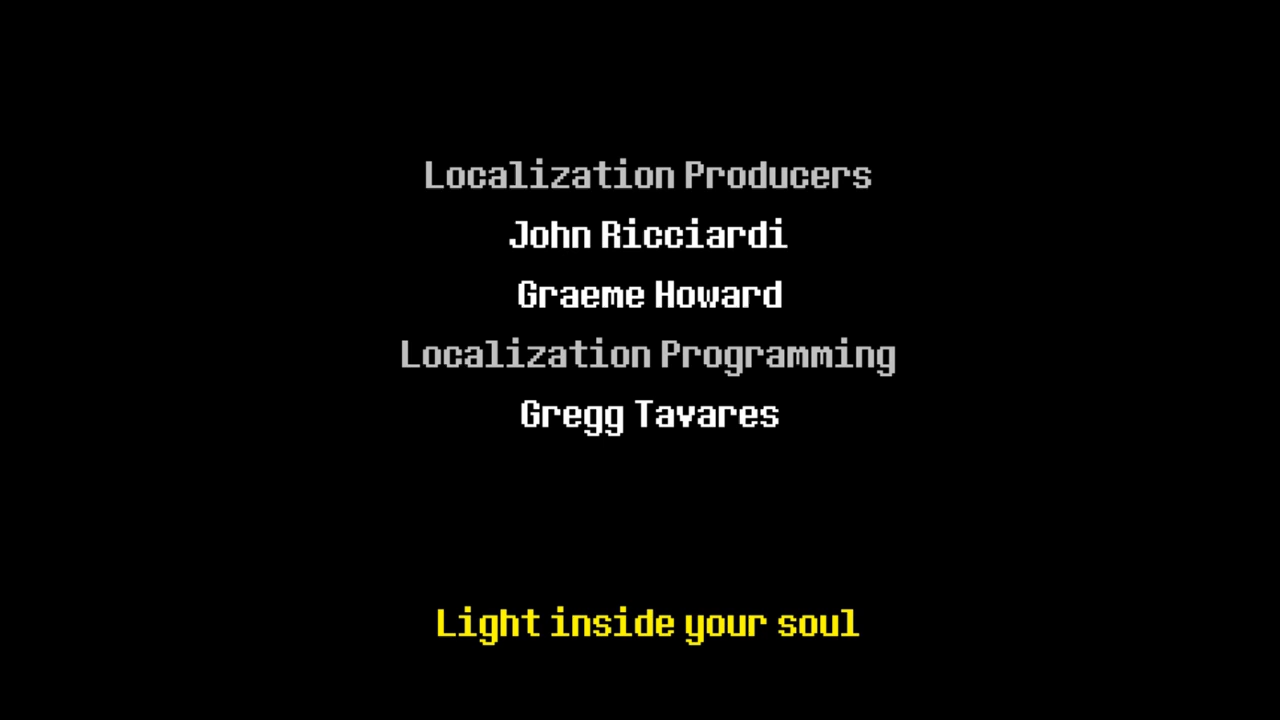 Localization Producers
John Ricciardi
Graeme Howard
Localization Programming
Gregg Tavares
Light inside your soul